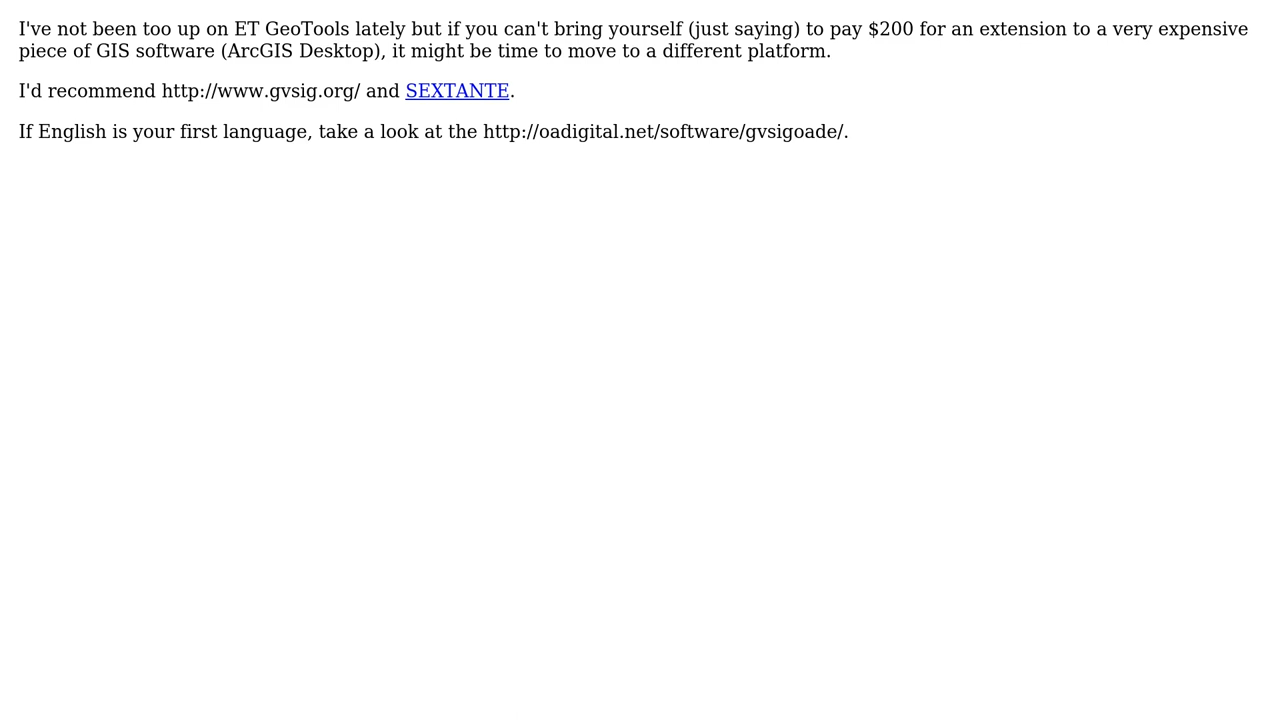 I've not been too up on ET GeoTools lately but if you can't bring yourself (just saying) to pay $200 for an extension to a very expensive
piece of GIS software (ArcGIS Desktop), it might be time to move to a different platform.
I'd recommend http://www.gvsig.org/ and SEXTANTE.
If English is your first language, take a look at the http://oadigital.net/software/gvsigoade/.